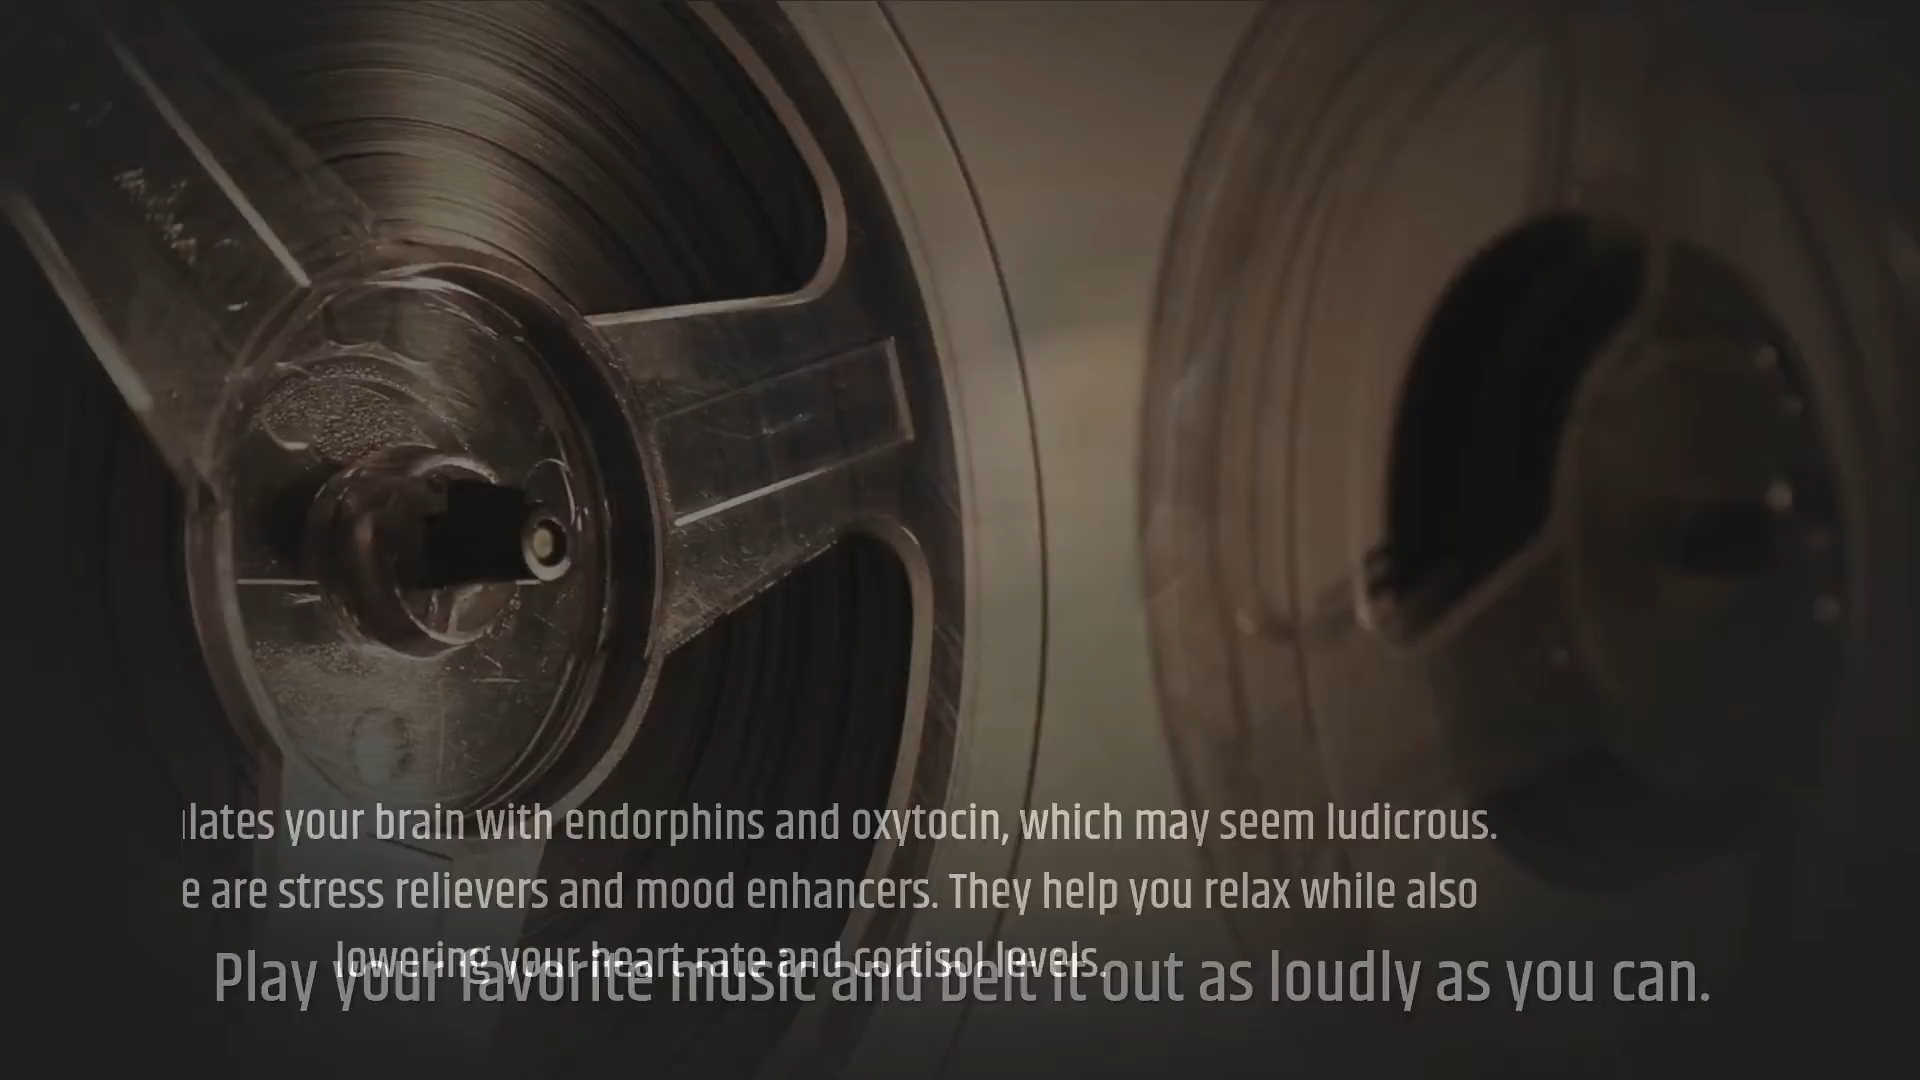 lates your brain with endorphins and oxytocin, which may seem ludicrous.
e are stress relievers and mood enhancers. They help you relax while also
lowering your heart rate and cortisol levels.
Play your favorite music and belt it out as loudly as you can.